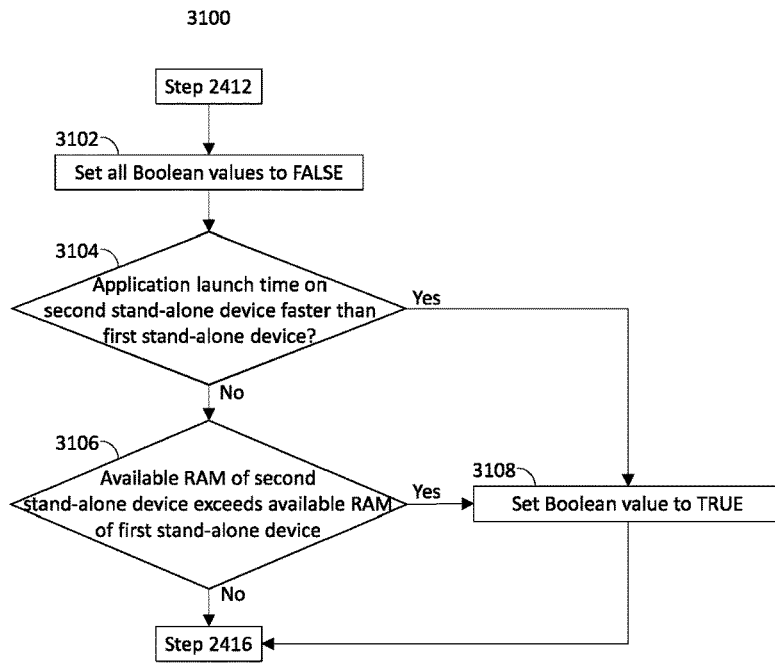 3100
Step 2412
3102
Set all Boolean values to FALSE
3104
Application launch time on
second stand-alone device faster than
first stand-alone device?
Yes
No
3106
Available RAM of second
stand-alone device exceeds available RAM
of first stand-alone device
Yes
3108
Set Boolean value to TRUE
No
Step 2416